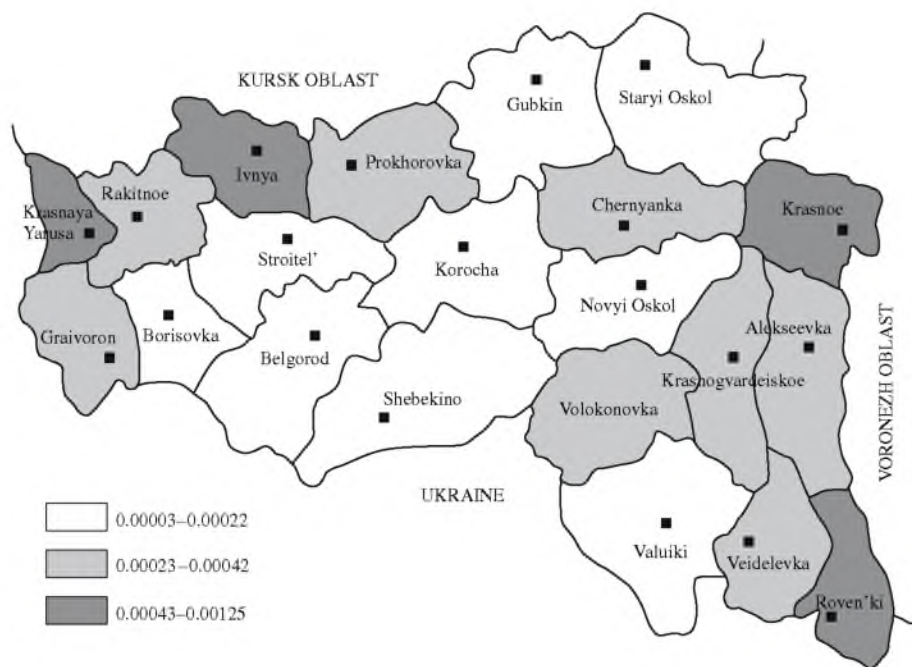 KURSK OBLAST
Gubkin
Staryi Oskol
Ivnya
Prokhorovka
Rakitnoe
Krasnaya
Yarusa
Chernyanka
Krasnoe
Stroitel’
Korocha
Novyi Oskol
Graivoron
Borisovka
Belgorod
Alekseevka
Krasnogvardeiskoe
Shebekino
Volokonovka
VORONEZH OBLAST
UKRAINE
0.00003–0.00022
Valuiki
Veidelevka
0.00023–0.00042
Roven’ki
0.00043–0.00125